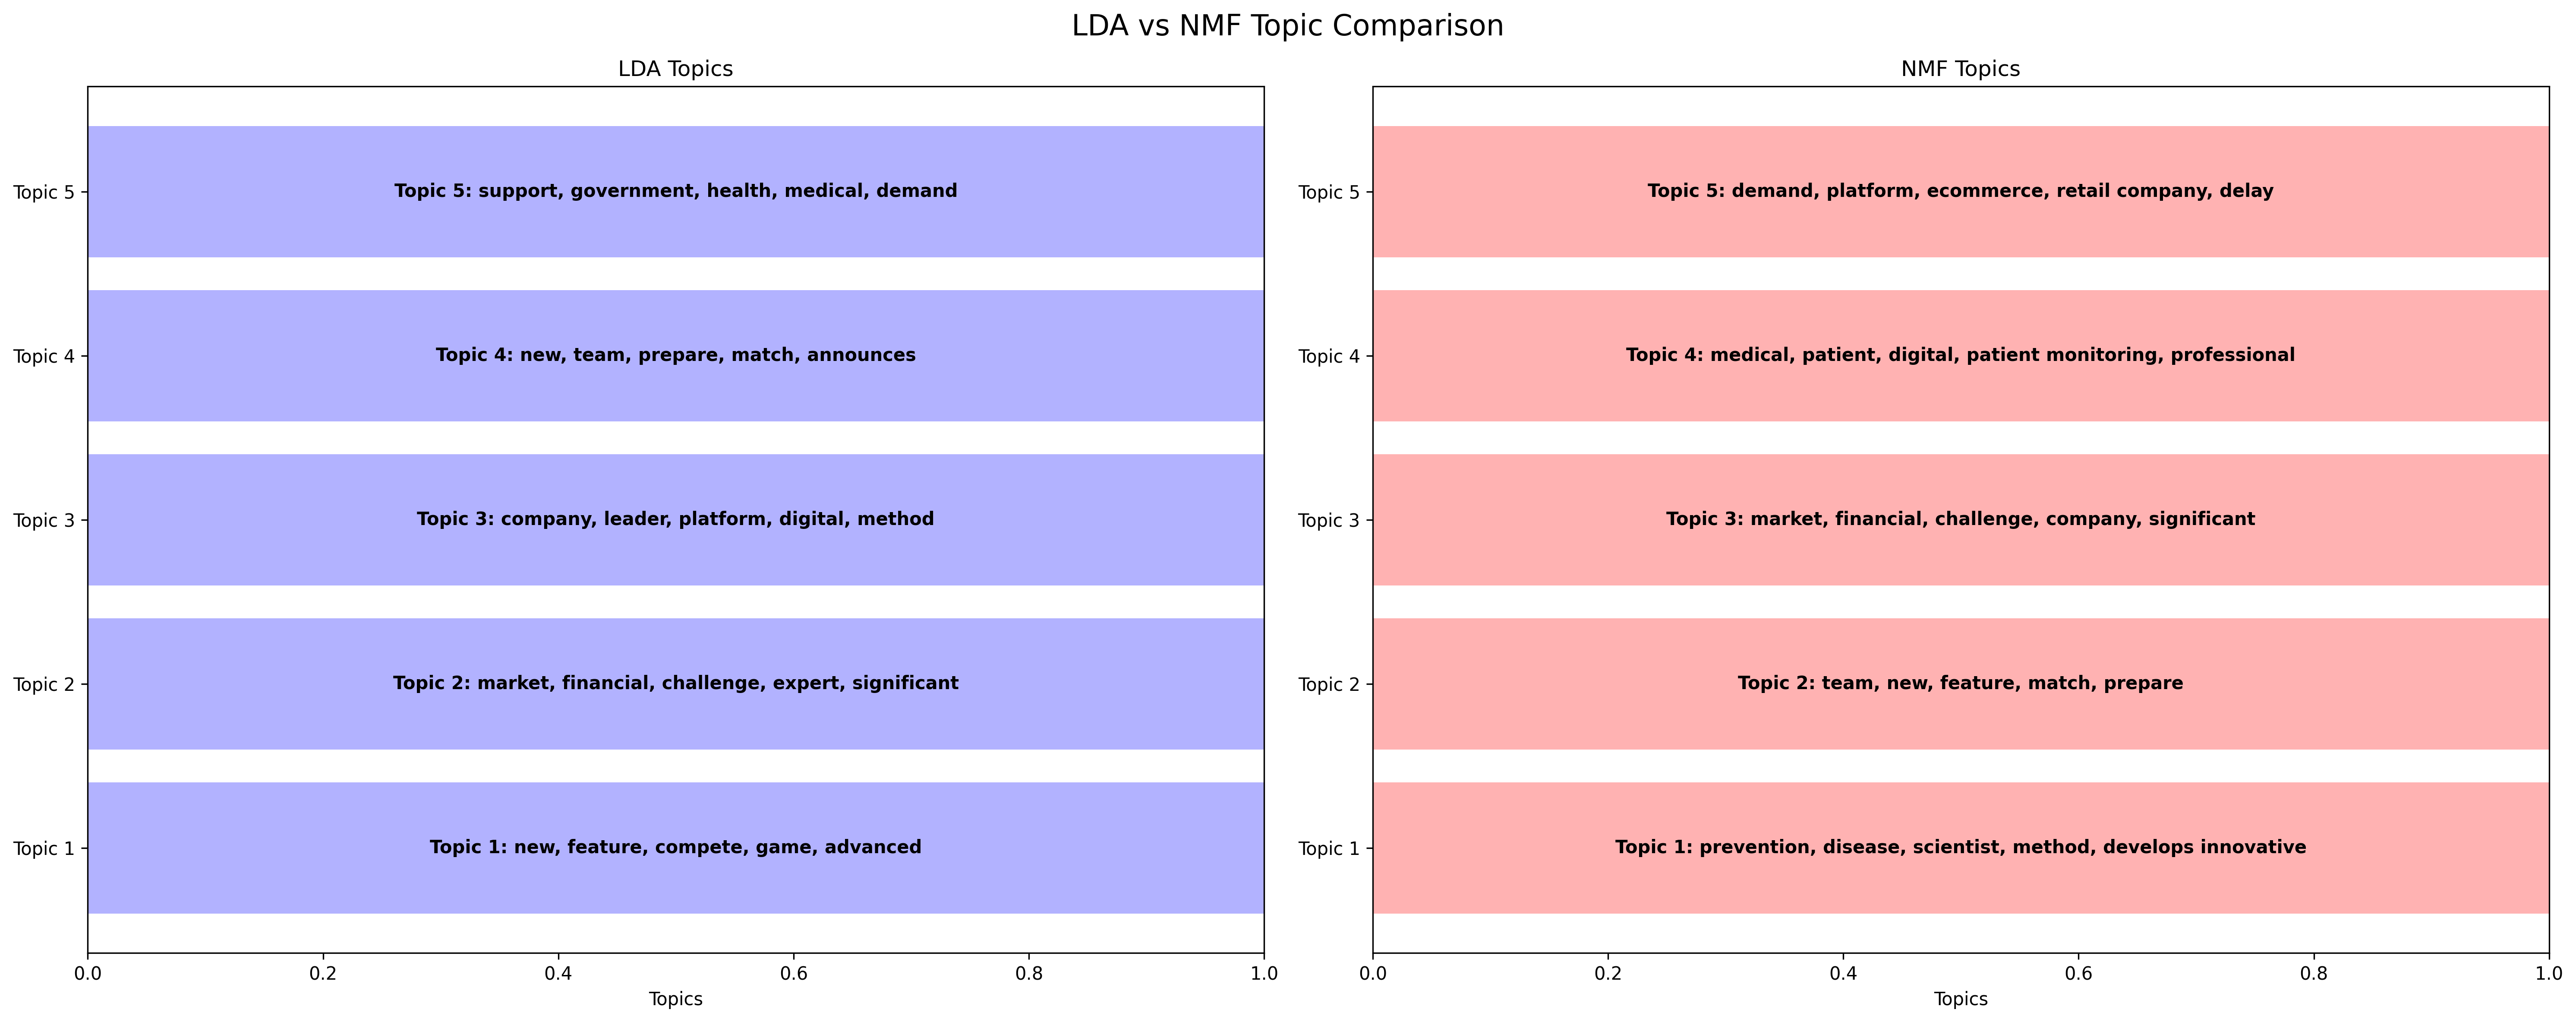 LDA vs NMF Topic Comparison
LDA Topics
Topic 5
Topic 5: support, government, health, medical, demand
Topic 4
Topic 4: new, team, prepare, match, announces
Topic 3
Topic 3: company, leader, platform, digital, method
Topic 2
Topic 2: market, financial, challenge, expert, significant
Topic 1
Topic 1: new, feature, compete, game, advanced
0.0 0.2 0.4 0.6 0.8 1.0
Topics
NMF Topics
Topic 5
Topic 5: demand, platform, ecommerce, retail company, delay
Topic 4
Topic 4: medical, patient, digital, patient monitoring, professional
Topic 3
Topic 3: market, financial, challenge, company, significant
Topic 2
Topic 2: team, new, feature, match, prepare
Topic 1
Topic 1: prevention, disease, scientist, method, develops innovative
0.0 0.2 0.4 0.6 0.8 1.0
Topics